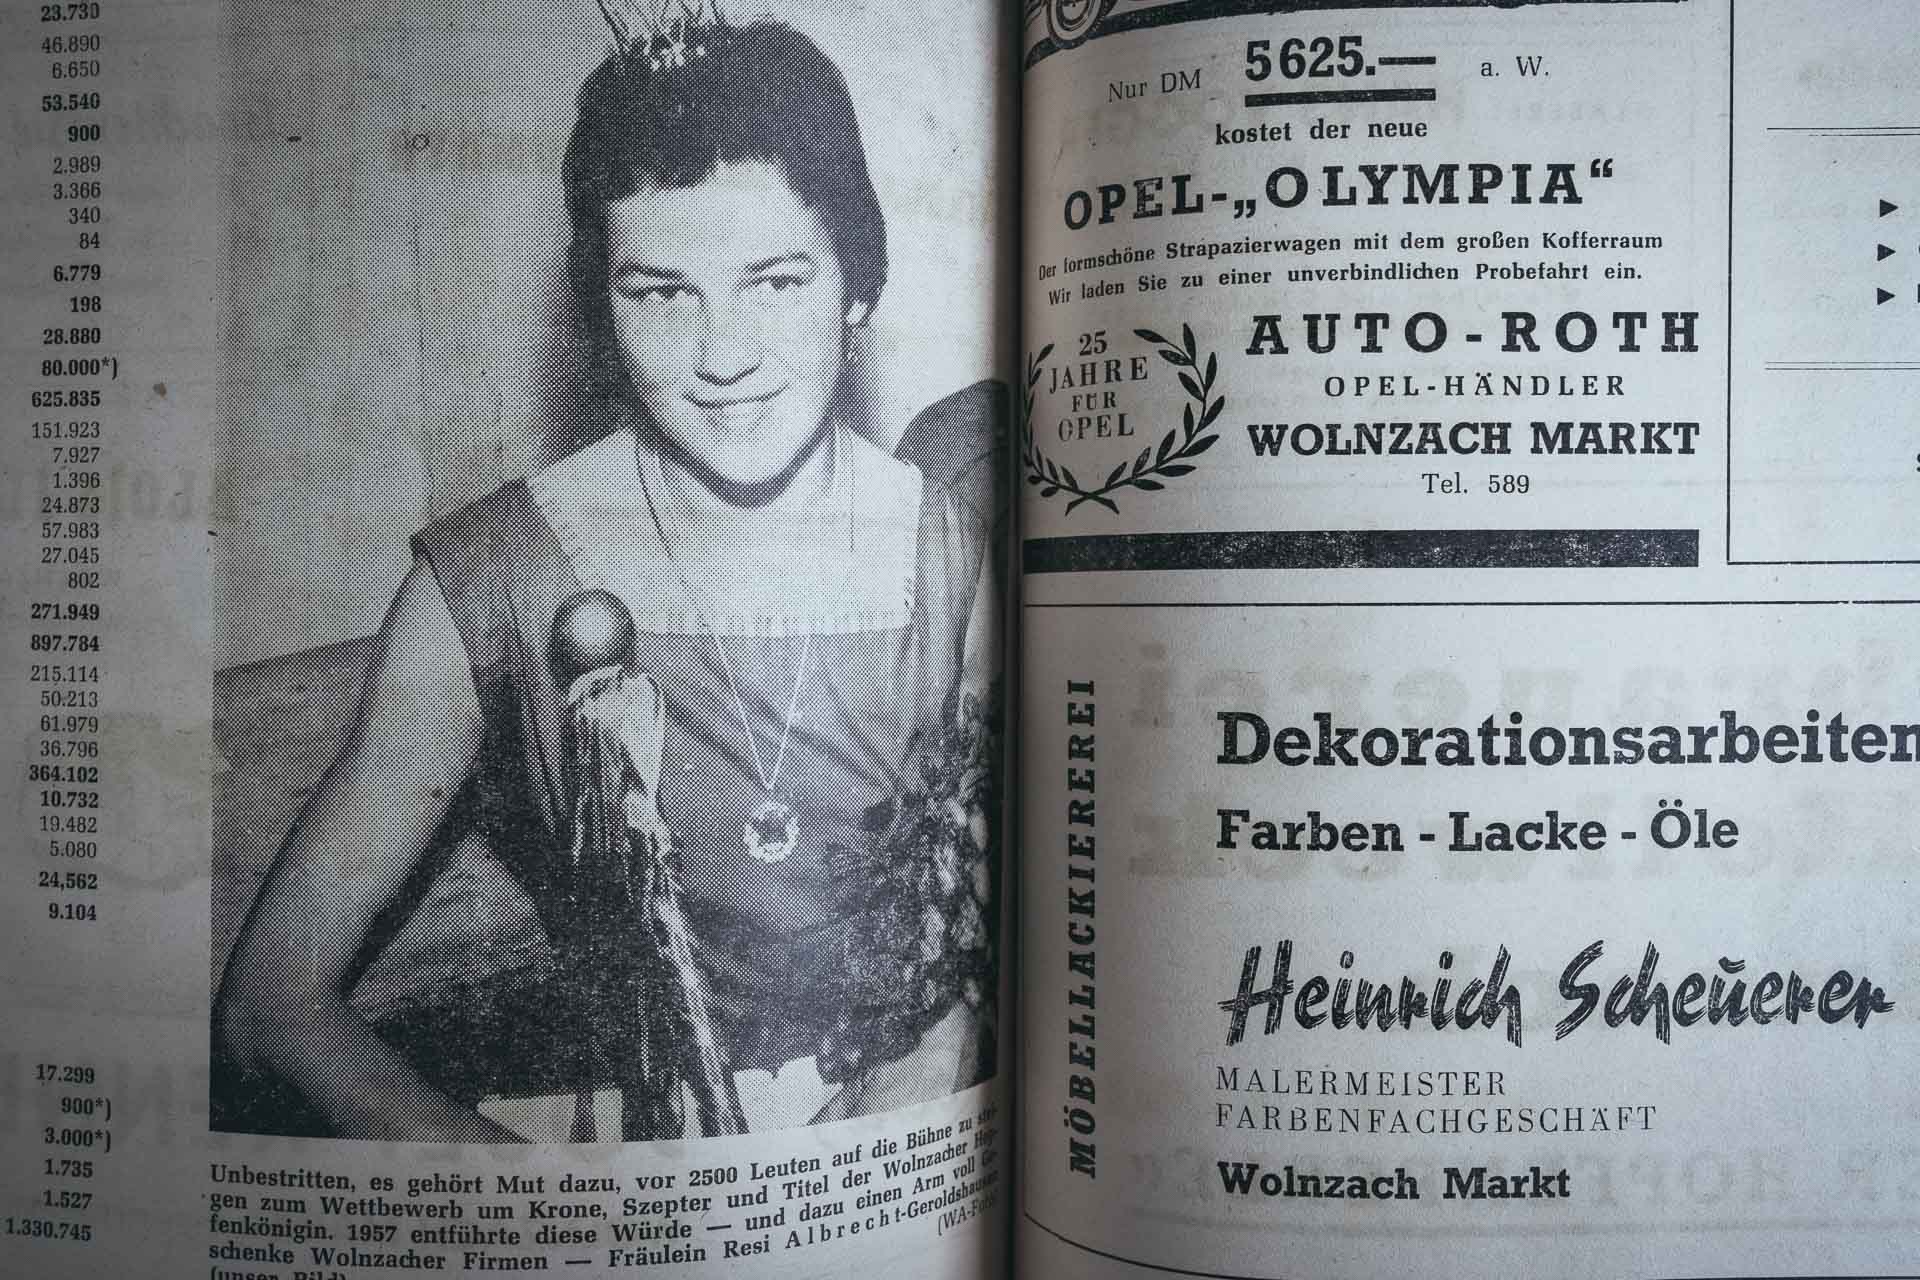 23.730
46.890
6.650
53.540
900
2.989
3.366
340
84
6.779
198
28.880
80.000*)
625.835
151.923
7.927
1.396
24.873
57.983
27.045
802
271.949
897.784
215.114
50.213
61.979
36.796
364.102
10.732
19.482
5.080
24,562
9.104
17.299
900*)
3.000*)
1.735
1.527
1.330.745
Unbestritten, es gehört Mut dazu, vor 2500 Leuten auf die Bühne zu stei-
gen zum Wettbewerb um Krone, Szepter und Titel der Wolnzacher Hop-
fenkönigin. 1957 entführte diese Würde — und dazu einen Arm voll Ge-
schenke Wolnzacher Firmen — Fräulein Resi Albrecht-Geroldshausen
(unser Bild).
(WA-Foto)
Nur DM 5625.— a. W.
kostet der neue
OPEL-„OLYMPIA“
Der formschöne Strapazierwagen mit dem großen Kofferraum
Wir laden Sie zu einer unverbindlichen Probefahrt ein.
25
JAHRE
FÜR
OPEL
AUTO-ROTH
OPEL-HÄNDLER
WOLNZACH MARKT
Tel. 589
MÖBELLACKIEREREI
Dekorationsarbeiten
Farben - Lacke - Öle
Heinrich Scheuerer
MALERMEISTER
FARBENFACHGESCHÄFT
Wolnzach Markt